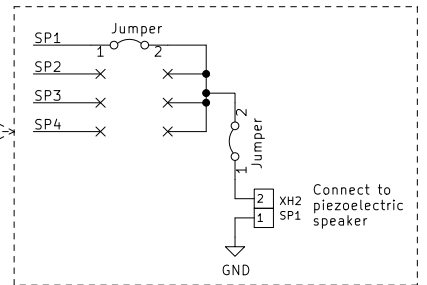 Jumper
SP1
1
2
SP2
SP3
SP4
2
Jumper
1
2
XH2
1
SP1
Connect to
piezoelectric
speaker
GND